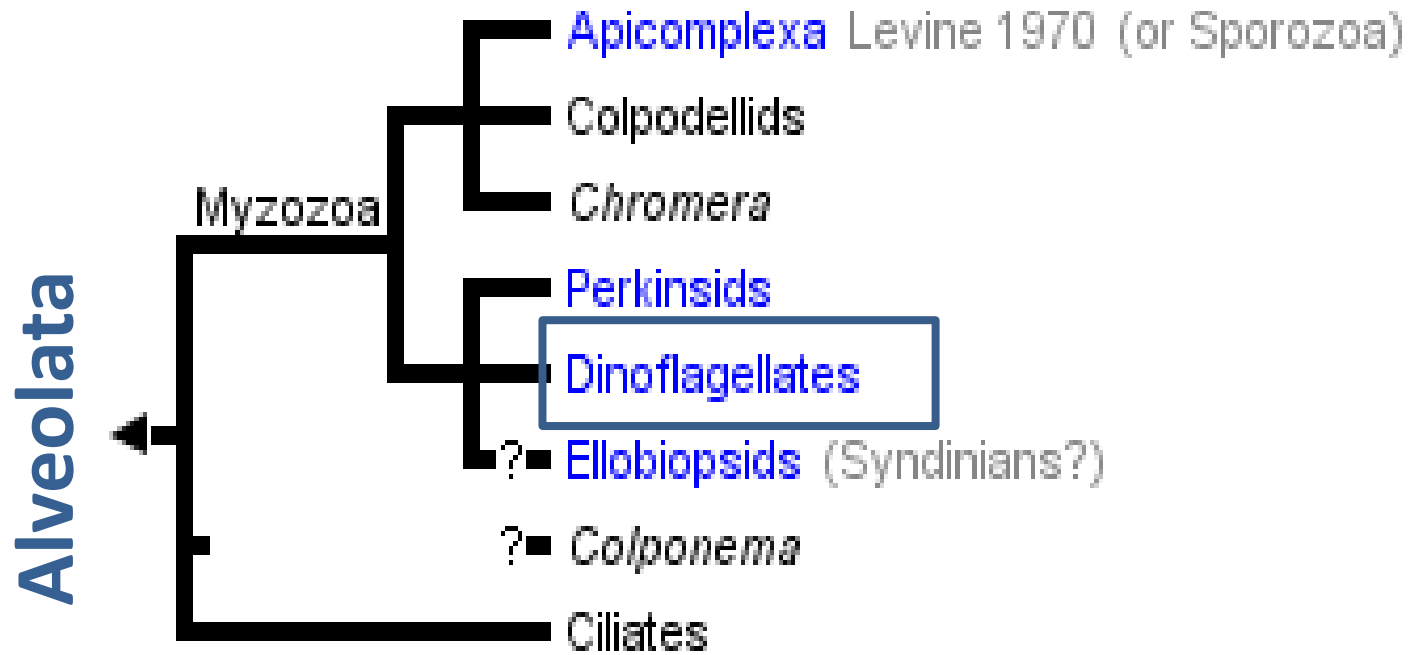 Apicomplexa Levine 1970 (or Sporozoa)
Colpodellids
Chromera
Myzozoa
Perkinsids
Dinoflagellates
?Ellobiopsids (Syndinians?)
?Colponema
Ciliates
Alveolata